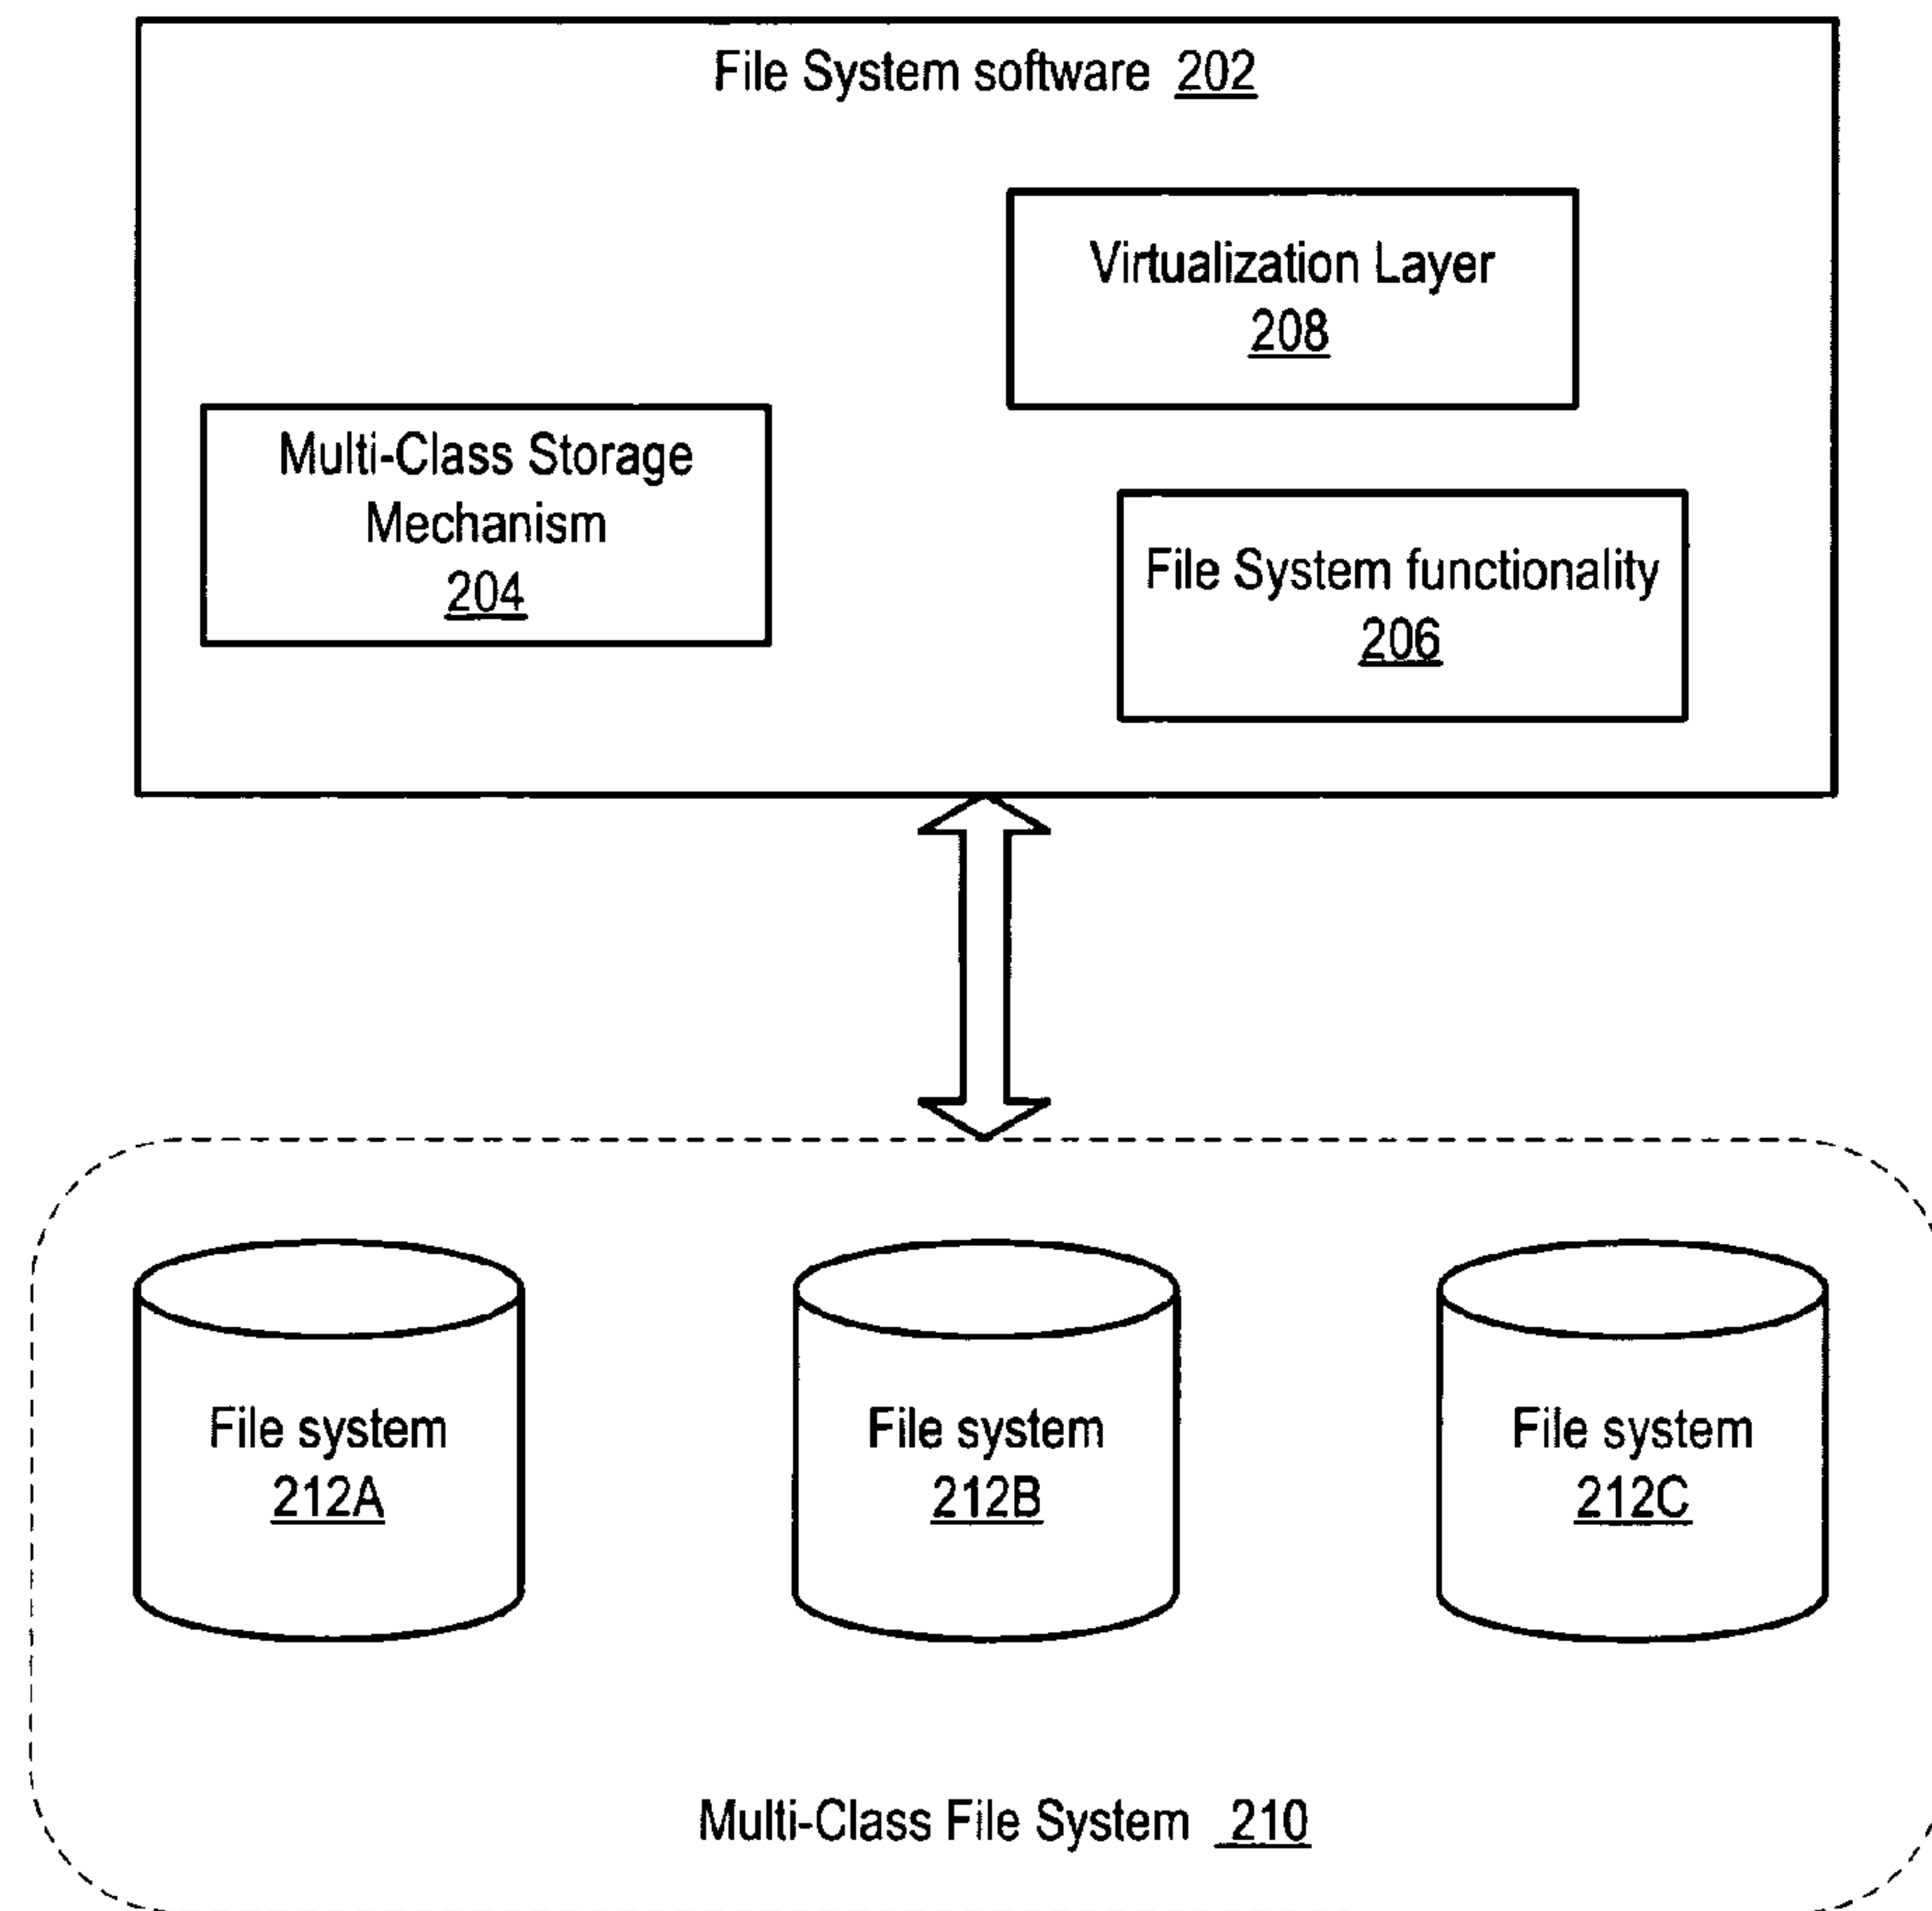 File System software 202
Virtualization Layer
208
Multi-Class Storage
Mechanism
204
File System functionality
206
File system
212A
File system
212B
File system
212C
Multi-Class File System 210